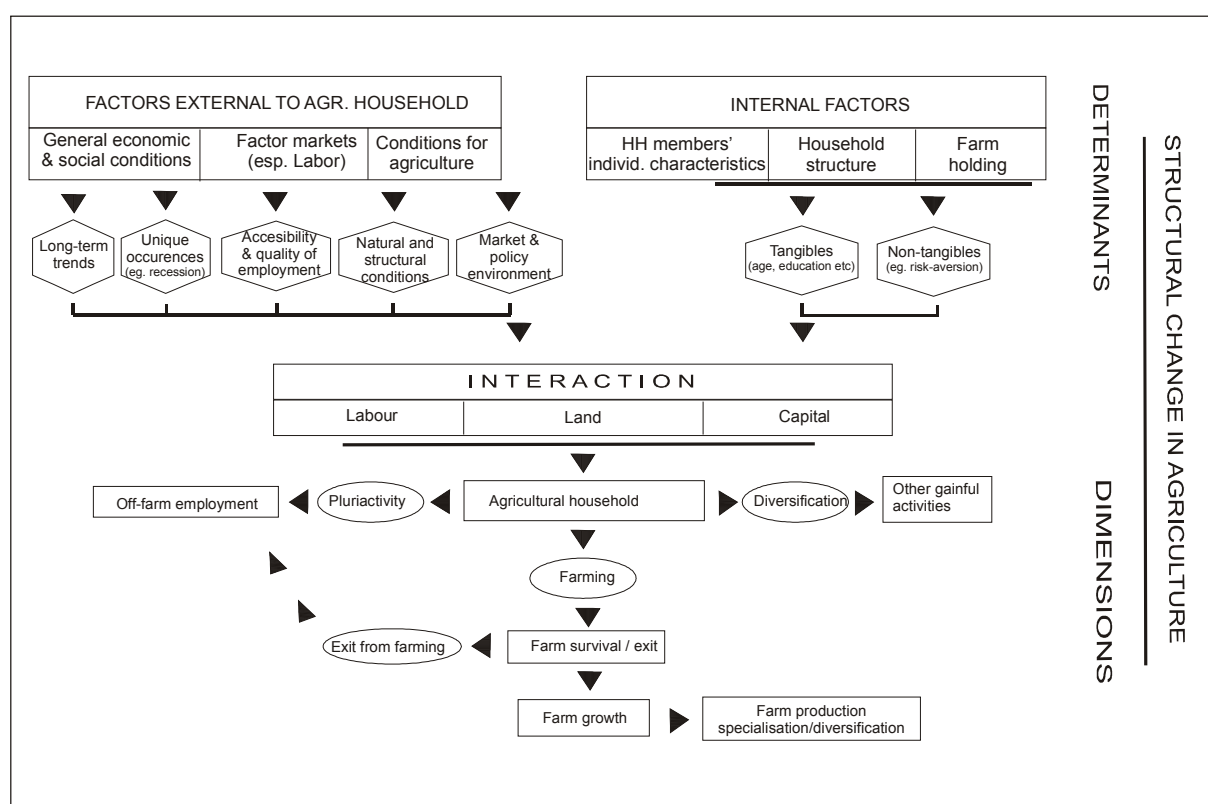 FACTORS EXTERNAL TO AGR. HOUSEHOLD
General economic
& social conditions
Factor markets
(esp. Labor)
Conditions for
agriculture
INTERNAL FACTORS
HH members'
individ. characteristics
Household
structure
Farm
holding
Long-term
trends
Unique
occurences
(eg. recession)
Accesibility
& quality of
employment
Natural and
structural
conditions
Market &
policy
environment
Tangibles
(age, education etc)
Non-tangibles
(eg. risk-aversion)
INTERACTION
Labour
Land
Capital
Off-farm employment
Pluriactivity
Agricultural household
Diversification
Other gainful
activities
Farming
Exit from farming
Farm survival / exit
Farm growth
Farm production
specialisation/diversification
DETERMINANTS
DIMENSIONS
STRUCTURAL CHANGE IN AGRICULTURE